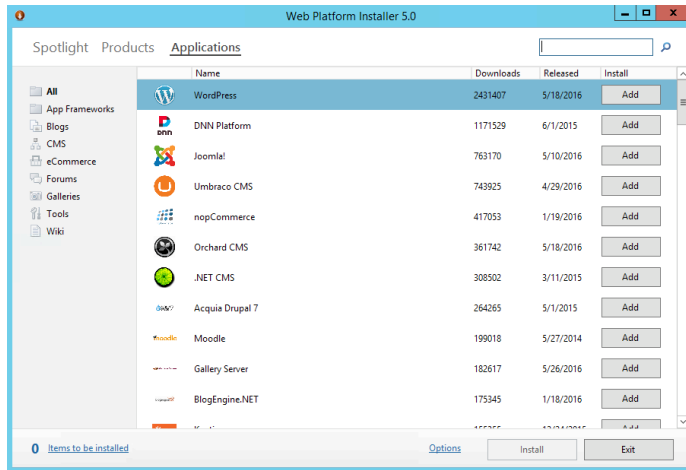 Web Platform Installer 5.0
Spotlight Products Applications
Name Downloads Released Install
All
App Frameworks
Blogs
CMS
eCommerce
Forums
Galleries
Tools
Wiki
WordPress 2431407 5/18/2016 Add
DNN Platform 1171529 6/1/2015 Add
Joomla! 763170 5/10/2016 Add
Umbraco CMS 743925 4/29/2016 Add
nopCommerce 417053 1/19/2016 Add
Orchard CMS 361742 5/18/2016 Add
.NET CMS 308502 3/11/2015 Add
Acquia Drupal 7 264265 5/1/2015 Add
moodle Moodle 199018 5/27/2014 Add
Gallery Server 182617 5/26/2016 Add
BlogEngine.NET 175345 1/18/2016 Add
0 Items to be installed Options Install Exit